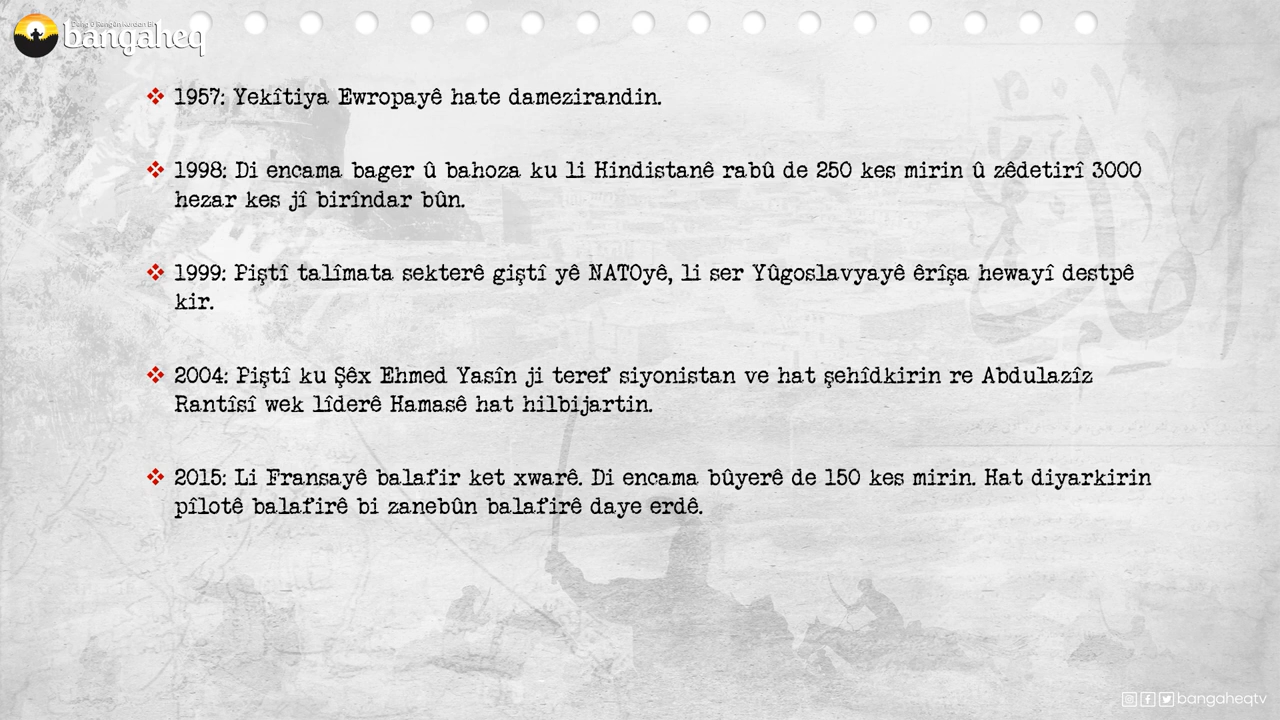 Deng Û Bangên Kurdan Bi
bangaheq
1957: Yekîtiya Ewropayê hate damezirandin.
1998: Di encama bager û bahoza ku li Hindistanê rabû de 250 kes mirin û zêdetirî 3000
hezar kes jî birîndar bûn.
1999: Piştî talîmata sekterê giştî yê NATOyê, li ser Yûgoslavyayê êrîşa hewayî destpê
kir.
2004: Piştî ku Şêx Ehmed Yasîn ji teref siyonistan ve hat şehîdkirin re Abdulazîz
Rantîsî wek lîderê Hamasê hat hilbijartin.
2015: Li Fransayê balafir ket xwarê. Di encama bûyerê de 150 kes mirin. Hat diyarkirin
pîlotê balafirê bi zanebûn balafirê daye erdê.
bangaheqtv